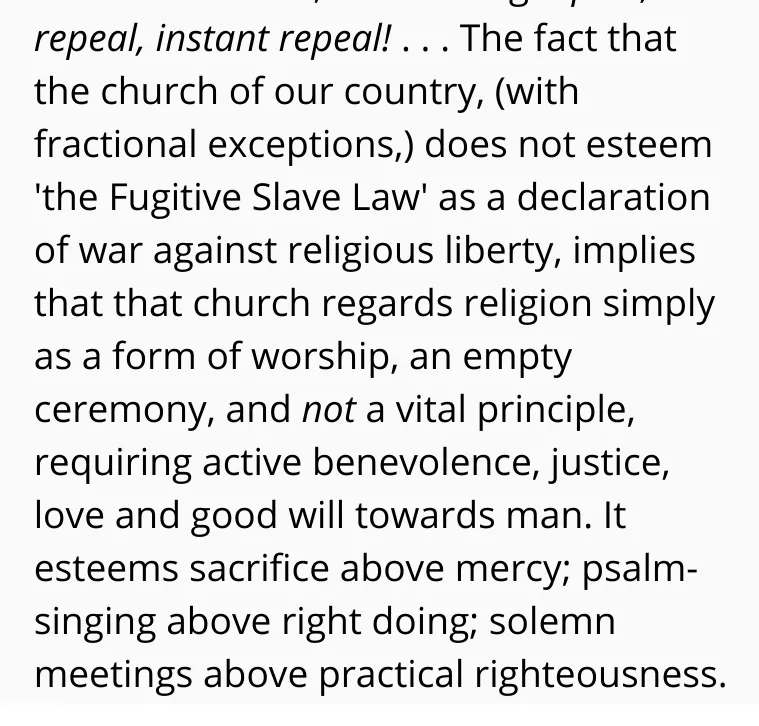 repeal, instant repeal! . . . The fact that
the church of our country, (with
fractional exceptions,) does not esteem
'the Fugitive Slave Law' as a declaration
of war against religious liberty, implies
that that church regards religion simply
as a form of worship, an empty
ceremony, and not a vital principle,
requiring active benevolence, justice,
love and good will towards man. It
esteems sacrifice above mercy; psalm-
singing above right doing; solemn
meetings above practical righteousness.